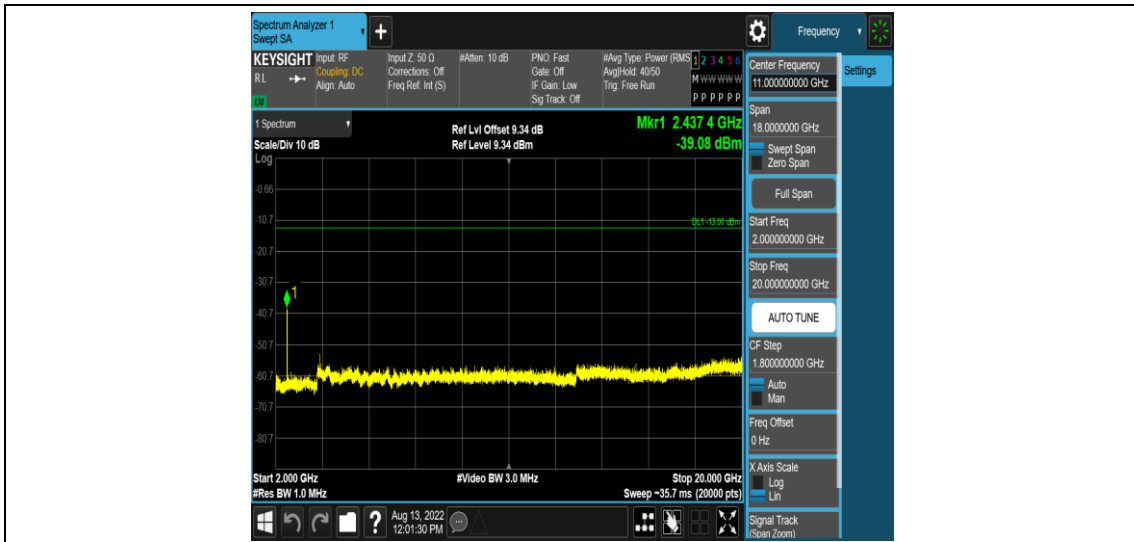 Spectrum Analyzer 1
Swept SA
+
Frequency
KEYSIGHT
RL
LM
Input: RF
Coupling: DC
Align: Auto
Input Z: 50 Ω
Corrections: Off
Freq Ref: Int (S)
#Atten: 10 dB
PNO: Fast
Gate: Off
IF Gain: Low
Sig Track: Off
#Avg Type: Power (RMS
Avg|Hold: 40/50
Trig: Free Run
1 2 3 4 5 6
M W W W W W
P P P P P P
Center Frequency
11.000000000 GHz
Settings
1 Spectrum
Scale/Div 10 dB
Ref Lvl Offset 9.34 dB
Ref Level 9.34 dBm
Mkr1 2.437 4 GHz
-39.08 dBm
Log
-0.66
-10.7
-20.7
-30.7
-40.7
-50.7
-60.7
-70.7
-80.7
DL1 -13.00 dBm
1
Span
18.0000000 GHz
Swept Span
Zero Span
Full Span
Start Freq
2.000000000 GHz
Stop Freq
20.000000000 GHz
AUTO TUNE
CF Step
1.800000000 GHz
Auto
Man
Freq Offset
0 Hz
X Axis Scale
Log
Lin
Signal Track
(Span Zoom)
Start 2.000 GHz
#Res BW 1.0 MHz
#Video BW 3.0 MHz
Stop 20.000 GHz
Sweep ~35.7 ms (20000 pts)
?
Aug 13, 2022
12:01:30 PM